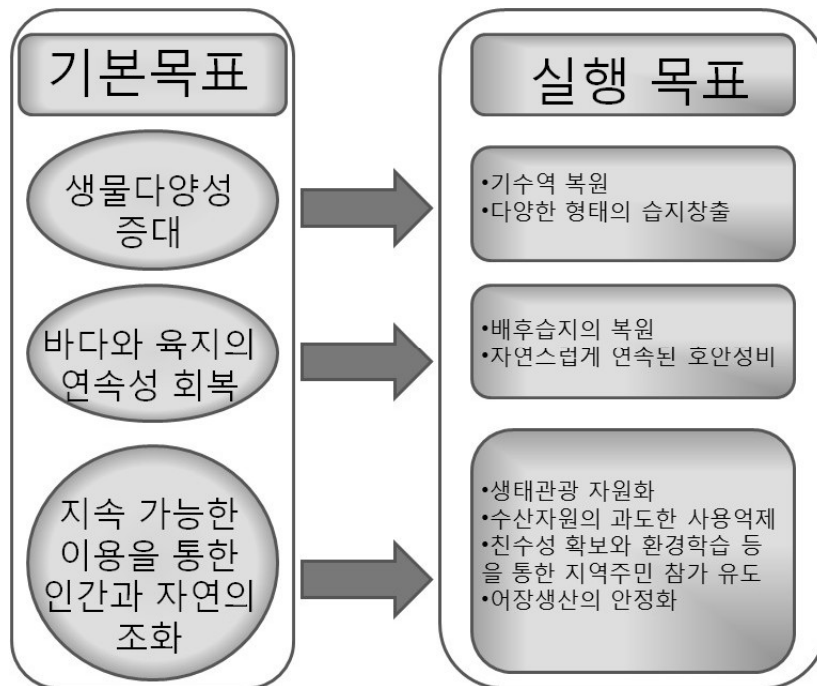 기본목표
실행 목표
생물다양성
증대
•기수역 복원
•다양한 형태의 습지창출
바다와 육지의
연속성 회복
•배후습지의 복원
•자연스럽게 연속된 호안성비
지속 가능한
이용을 통한
인간과 자연의
조화
•생태관광 자원화
•수산자원의 과도한 사용억제
•친수성 확보와 환경학습 등
을 통한 지역주민 참가 유도
•어장생산의 안정화